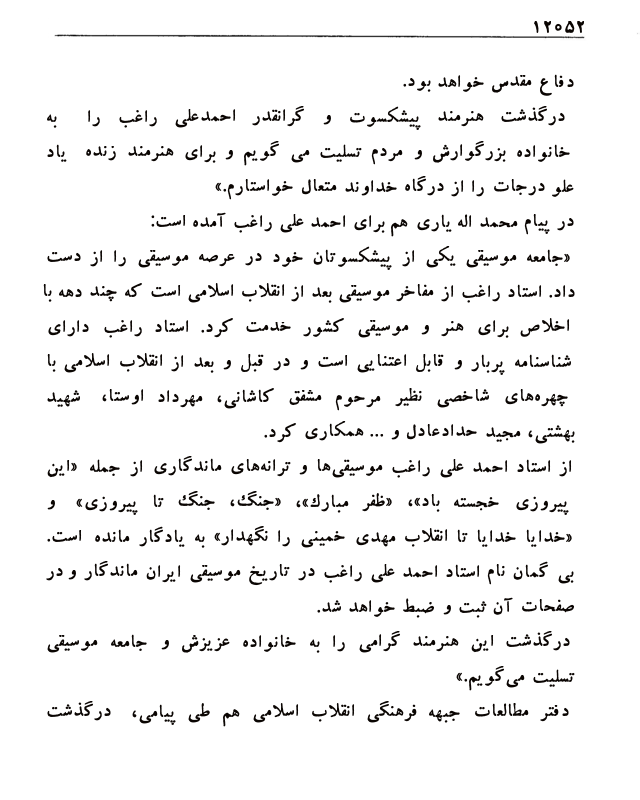 ۱۲۰۵۲
دفاع مقدس خواهد بود.
درگذشت هنرمند پیشکسوت و گرانقدر احمدعلی راغب را به
خانواده بزرگوارش و مردم تسلیت می گویم و برای هنرمند زنده یاد
علو درجات را از درگاه خداوند متعال خواستارم.»
در پیام محمد اله یاری هم برای احمد علی راغب آمده است:
«جامعه موسیقی یکی از پیشکسوتان خود در عرصه موسیقی را از دست
داد. استاد راغب از مفاخر موسیقی بعد از انقلاب اسلامی است که چند دهه با
اخلاص برای هنر و موسیقی کشور خدمت کرد. استاد راغب دارای
شناسنامه پربار و قابل اعتنایی است و در قبل و بعد از انقلاب اسلامی با
چهره‌های شاخصی نظیر مرحوم مشفق کاشانی، مهرداد اوستا، شهید
بهشتی، مجید حدادعادل و ... همکاری کرد.
از استاد احمد علی راغب موسیقی‌ها و ترانه‌های ماندگاری از جمله «این
پیروزی خجسته باد»، «ظفر مبارك»، «جنگ، جنگ تا پیروزی» و
«خدایا خدایا تا انقلاب مهدی خمینی را نگهدار» به یادگار مانده است.
بی گمان نام استاد احمد علی راغب در تاریخ موسیقی ایران ماندگار و در
صفحات آن ثبت و ضبط خواهد شد.
درگذشت این هنرمند گرامی را به خانواده عزیزش و جامعه موسیقی
تسلیت می‌گویم.»
دفتر مطالعات جبهه فرهنگی انقلاب اسلامی هم طی پیامی، درگذشت